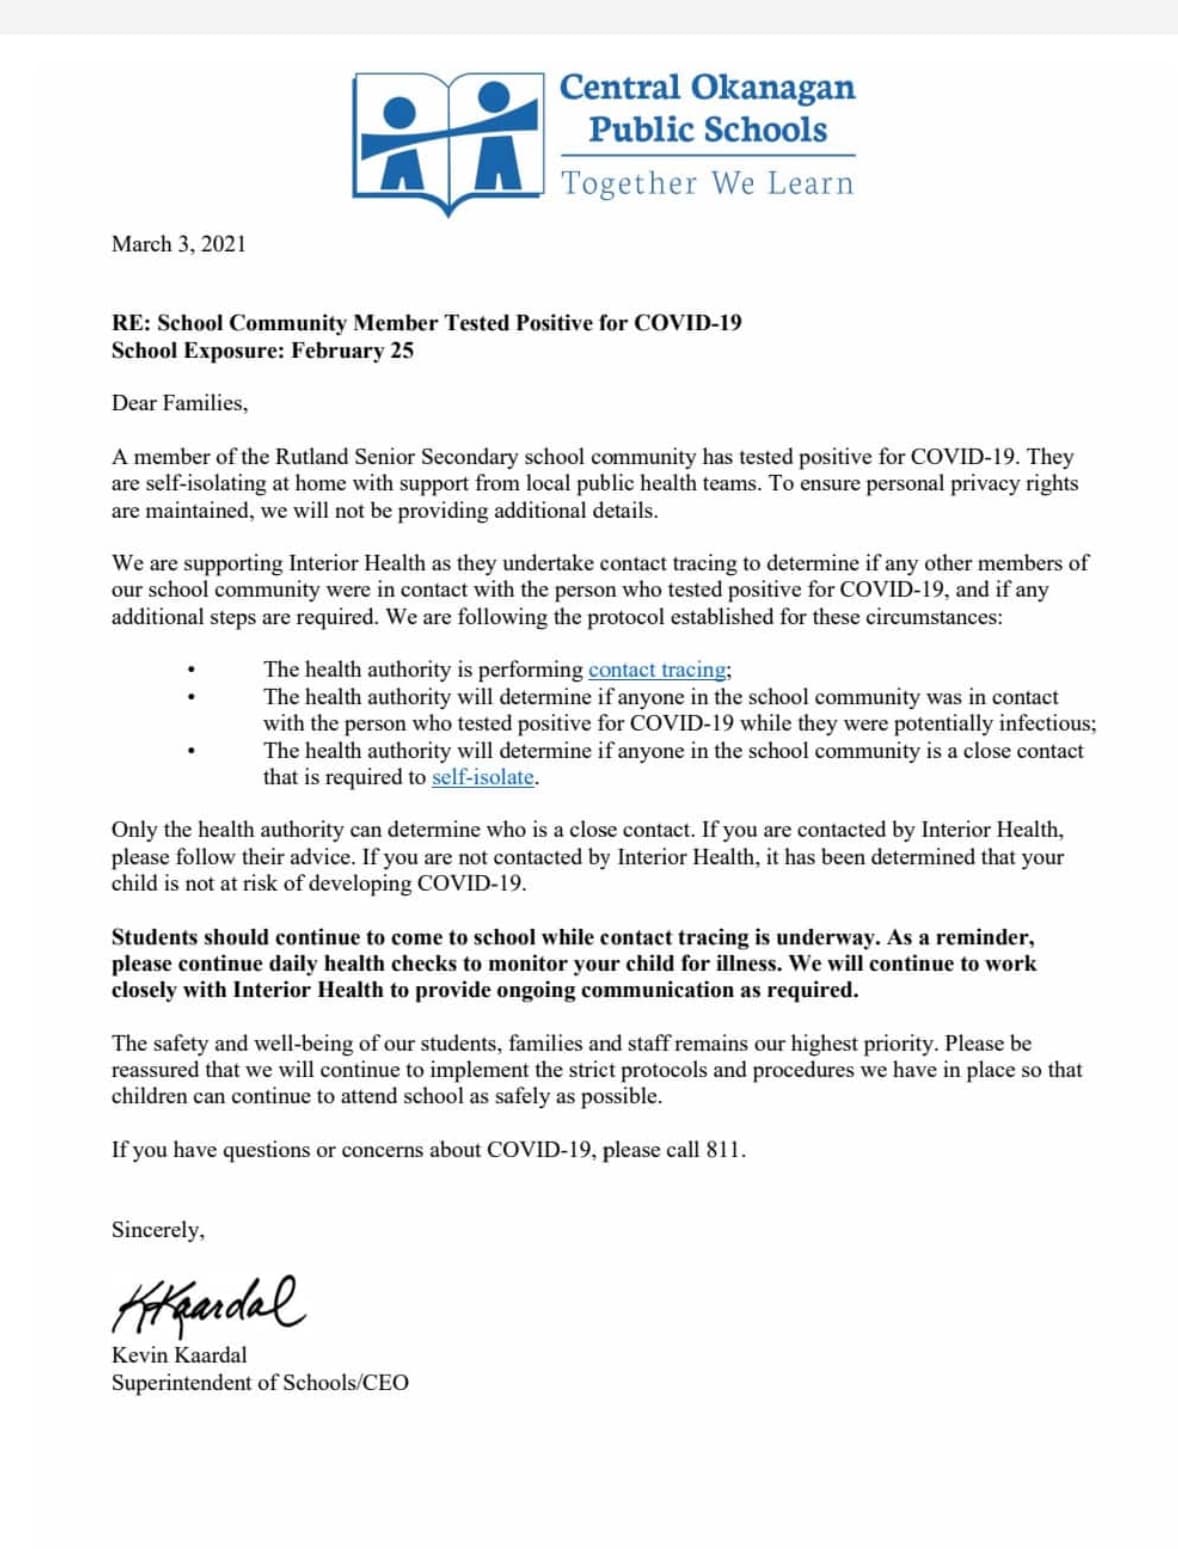 Central Okanagan
Public Schools
Together We Learn
March 3, 2021
RE: School Community Member Tested Positive for COVID-19
School Exposure: February 25
Dear Families,
A member of the Rutland Senior Secondary school community has tested positive for COVID-19. They
are self-isolating at home with support from local public health teams. To ensure personal privacy rights
are maintained, we will not be providing additional details.
We are supporting Interior Health as they undertake contact tracing to determine if any other members of
our school community were in contact with the person who tested positive for COVID-19, and if any
additional steps are required. We are following the protocol established for these circumstances:
• The health authority is performing contact tracing;
• The health authority will determine if anyone in the school community was in contact
with the person who tested positive for COVID-19 while they were potentially infectious;
• The health authority will determine if anyone in the school community is a close contact
that is required to self-isolate.
Only the health authority can determine who is a close contact. If you are contacted by Interior Health,
please follow their advice. If you are not contacted by Interior Health, it has been determined that your
child is not at risk of developing COVID-19.
Students should continue to come to school while contact tracing is underway. As a reminder,
please continue daily health checks to monitor your child for illness. We will continue to work
closely with Interior Health to provide ongoing communication as required.
The safety and well-being of our students, families and staff remains our highest priority. Please be
reassured that we will continue to implement the strict protocols and procedures we have in place so that
children can continue to attend school as safely as possible.
If you have questions or concerns about COVID-19, please call 811.
Sincerely,
KKaardal
Kevin Kaardal
Superintendent of Schools/CEO